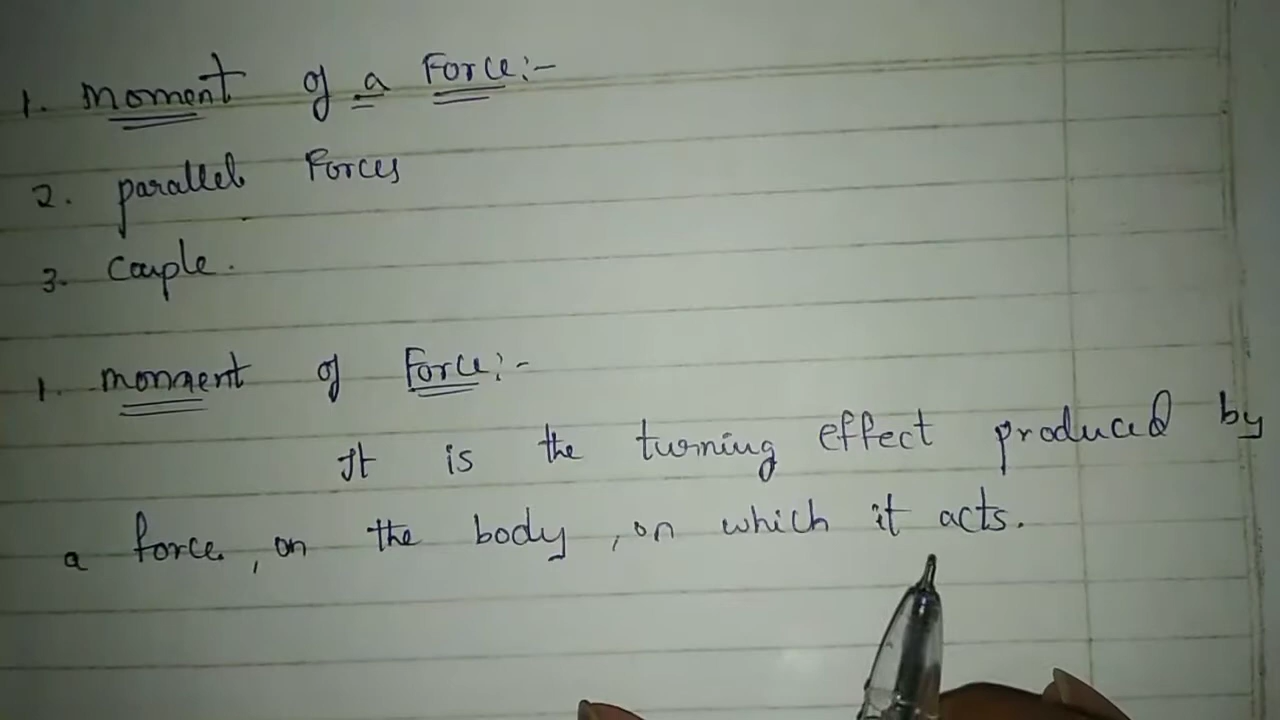 1. Moment of a Force:-
2. parallel Forces
3. Couple.
1. moment of Force:-
It is the turning effect produced by
a force, on the body, on which it acts.